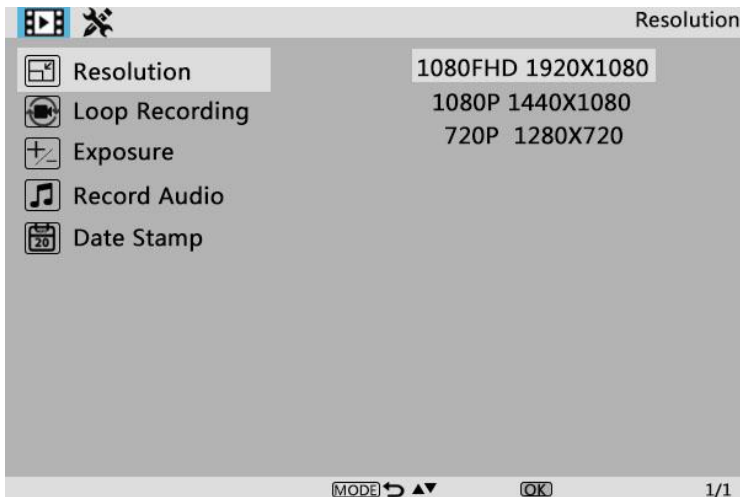 Resolution
Resolution
Loop Recording
Exposure
Record Audio
20
Date Stamp
1080FHD 1920X1080
1080P 1440X1080
720P 1280X720
MODE OK 1/1